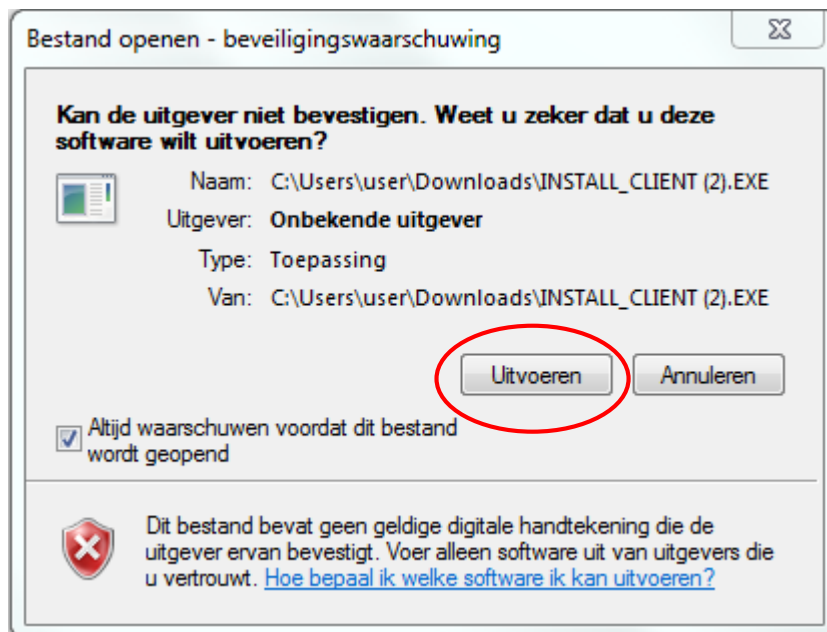 Bestand openen - beveiligingswaarschuwing
Kan de uitgever niet bevestigen. Weet u zeker dat u deze
software wilt uitvoeren?
Naam: C:\Users\user\Downloads\INSTALL_CLIENT (2).EXE
Uitgever: Onbekende uitgever
Type: Toepassing
Van: C:\Users\user\Downloads\INSTALL_CLIENT (2).EXE
Uitvoeren Annuleren
Altijd waarschuwen voordat dit bestand
wordt geopend
Dit bestand bevat geen geldige digitale handtekening die de
uitgever ervan bevestigt. Voer alleen software uit van uitgevers die
u vertrouwt. Hoe bepaal ik welke software ik kan uitvoeren?